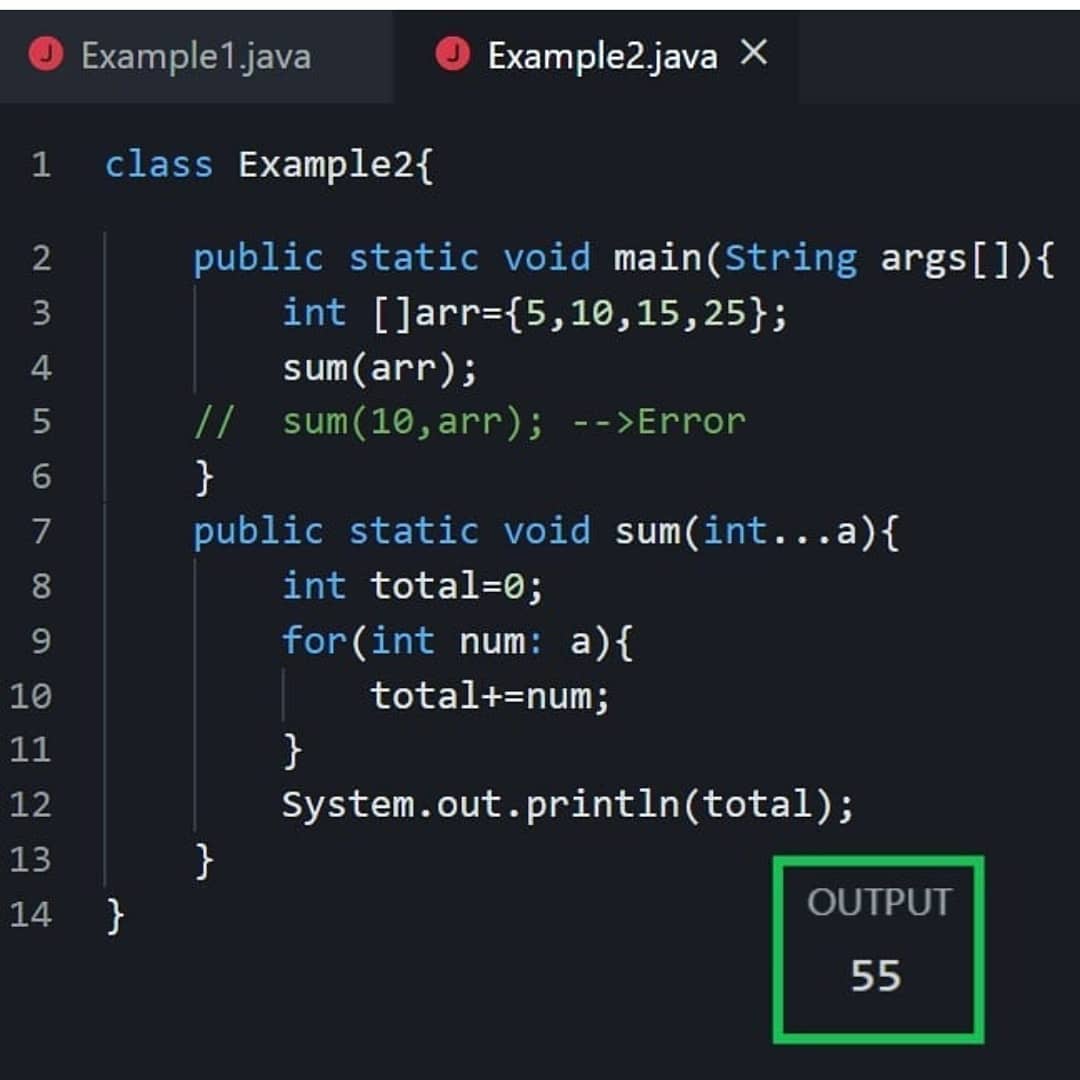 Example1.java Example2.java ×
1 class Example2{
2 public static void main(String args[]){
3 int []arr={5,10,15,25};
4 sum(arr);
5 // sum(10,arr); -->Error
6 }
7 public static void sum(int...a){
8 int total=0;
9 for(int num: a){
10 total+=num;
11 }
12 System.out.println(total);
13 }
14 }
OUTPUT
55